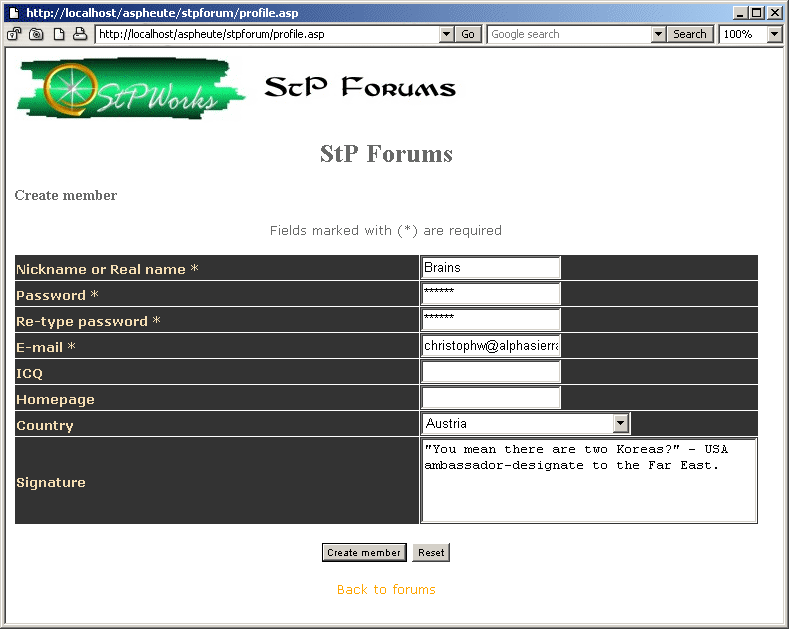 http://localhost/aspheute/stpforum/profile.asp
http://localhost/aspheute/stpforum/profile.asp Go Google search Search 100%
StPWorks StP Forums
StP Forums
Create member
Fields marked with (*) are required
Nickname or Real name * Brains
Password * ******
Re-type password * ******
E-mail * christophw@alphasierra
ICQ
Homepage
Country Austria
Signature "You mean there are two Koreas?" - USA
ambassador-designate to the Far East.
Create member Reset
Back to forums